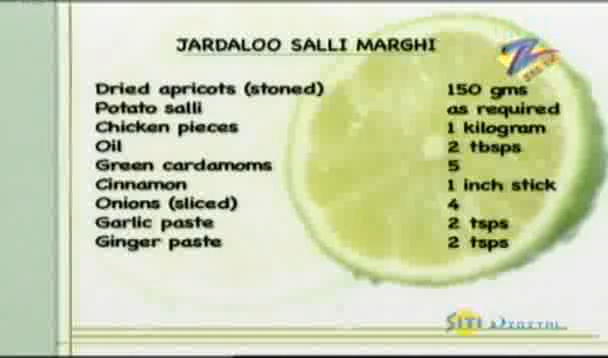 JARDALOO SALLI MARGHI
Dried apricots (stoned) 150 gms
Potato salli as required
Chicken pieces 1 kilogram
Oil 2 tbsps
Green cardamoms 5
Cinnamon 1 inch stick
Onions (sliced) 4
Garlic paste 2 tsps
Ginger paste 2 tsps
SITI